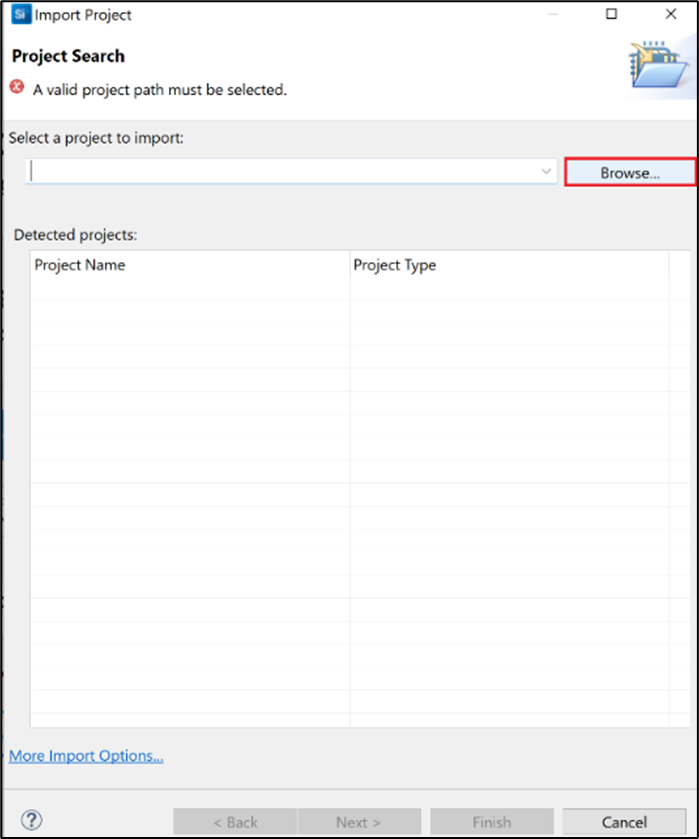 Si Import Project
Project Search
A valid project path must be selected.
Select a project to import:
Browse...
Detected projects:
Project Name Project Type
More Import Options...
? < Back Next > Finish Cancel